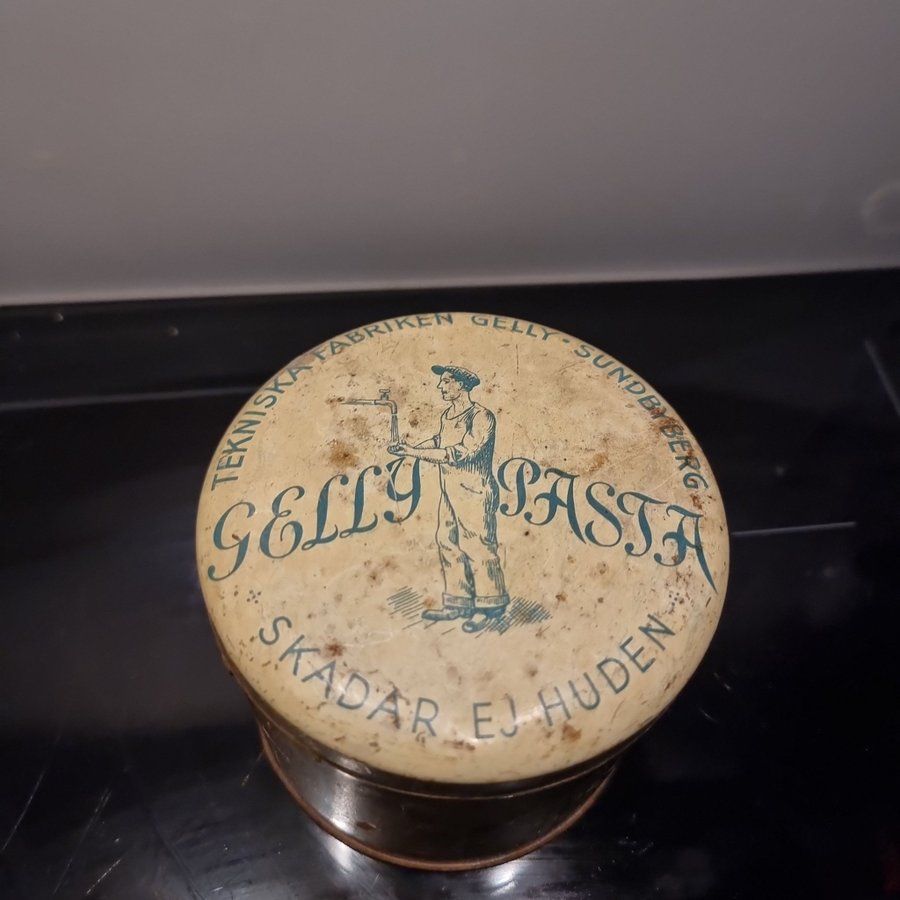 TEKNISKA FABRIKEN GELLY · SUNDBYBERG
GELLY PASTA
SKADAR EJ HUDEN